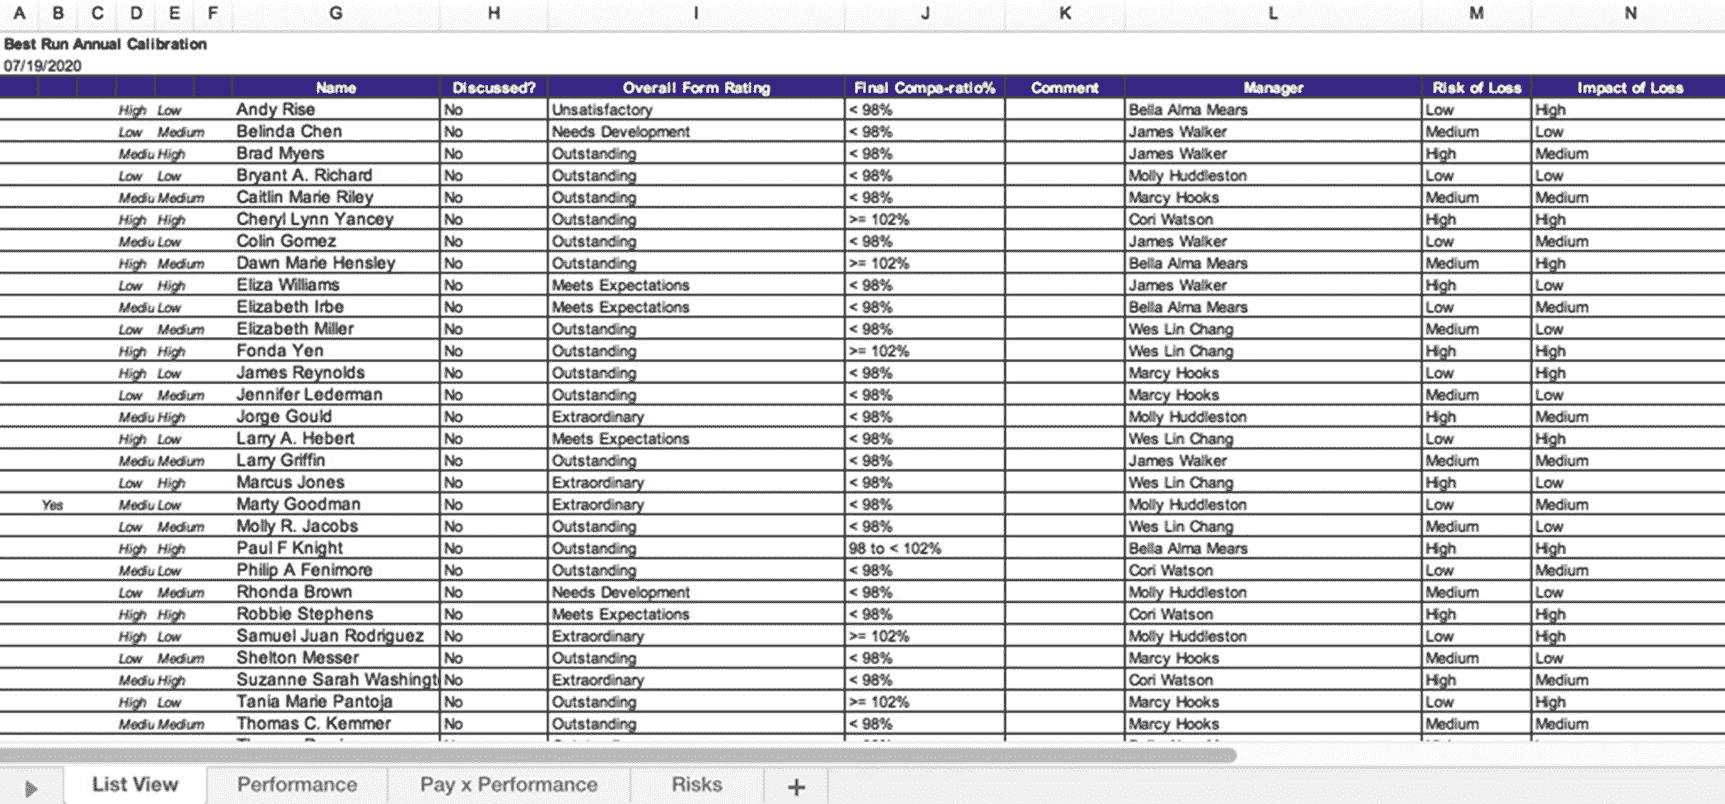 A B C D E F G H I J K L M N
Best Run Annual Calibration
07/19/2020
Name Discussed? Overall Form Rating Final Compa-ratio% Comment Manager Risk of Loss Impact of Loss
High Low Andy Rise No Unsatisfactory < 98% Bella Alma Mears Low High
Low Medium Belinda Chen No Needs Development < 98% James Walker Medium Low
Mediu High Brad Myers No Outstanding < 98% James Walker High Medium
Low Low Bryant A. Richard No Outstanding < 98% Molly Huddleston Low Low
Mediu Medium Caitlin Marie Riley No Outstanding < 98% Marcy Hooks Medium Medium
High High Cheryl Lynn Yancey No Outstanding >= 102% Cori Watson High High
Mediu Low Colin Gomez No Outstanding < 98% James Walker Low Medium
High Medium Dawn Marie Hensley No Outstanding >= 102% Bella Alma Mears Medium High
Low High Eliza Williams No Meets Expectations < 98% James Walker High Low
Mediu Low Elizabeth Irbe No Meets Expectations < 98% Bella Alma Mears Low Medium
Low Medium Elizabeth Miller No Outstanding < 98% Wes Lin Chang Medium Low
High High Fonda Yen No Outstanding >= 102% Wes Lin Chang High High
High Low James Reynolds No Outstanding < 98% Marcy Hooks Low High
Low Medium Jennifer Lederman No Outstanding < 98% Marcy Hooks Medium Low
Mediu High Jorge Gould No Extraordinary < 98% Molly Huddleston High Medium
High Low Larry A. Hebert No Meets Expectations < 98% Wes Lin Chang Low High
Mediu Medium Larry Griffin No Outstanding < 98% James Walker Medium Medium
Low High Marcus Jones No Extraordinary < 98% Wes Lin Chang High Low
Yes Mediu Low Marty Goodman No Extraordinary < 98% Molly Huddleston Low Medium
Low Medium Molly R. Jacobs No Outstanding < 98% Wes Lin Chang Medium Low
High High Paul F Knight No Outstanding 98 to < 102% Bella Alma Mears High High
Mediu Low Philip A Fenimore No Outstanding < 98% Cori Watson Low Medium
Low Medium Rhonda Brown No Needs Development < 98% Molly Huddleston Medium Low
High High Robbie Stephens No Meets Expectations < 98% Cori Watson High High
High Low Samuel Juan Rodriguez No Extraordinary >= 102% Molly Huddleston Low High
Low Medium Shelton Messer No Outstanding < 98% Marcy Hooks Medium Low
Mediu High Suzanne Sarah Washingt No Extraordinary < 98% Cori Watson High Medium
High Low Tania Marie Pantoja No Outstanding >= 102% Marcy Hooks Low High
Mediu Medium Thomas C. Kemmer No Outstanding < 98% Marcy Hooks Medium Medium
List View Performance Pay x Performance Risks +